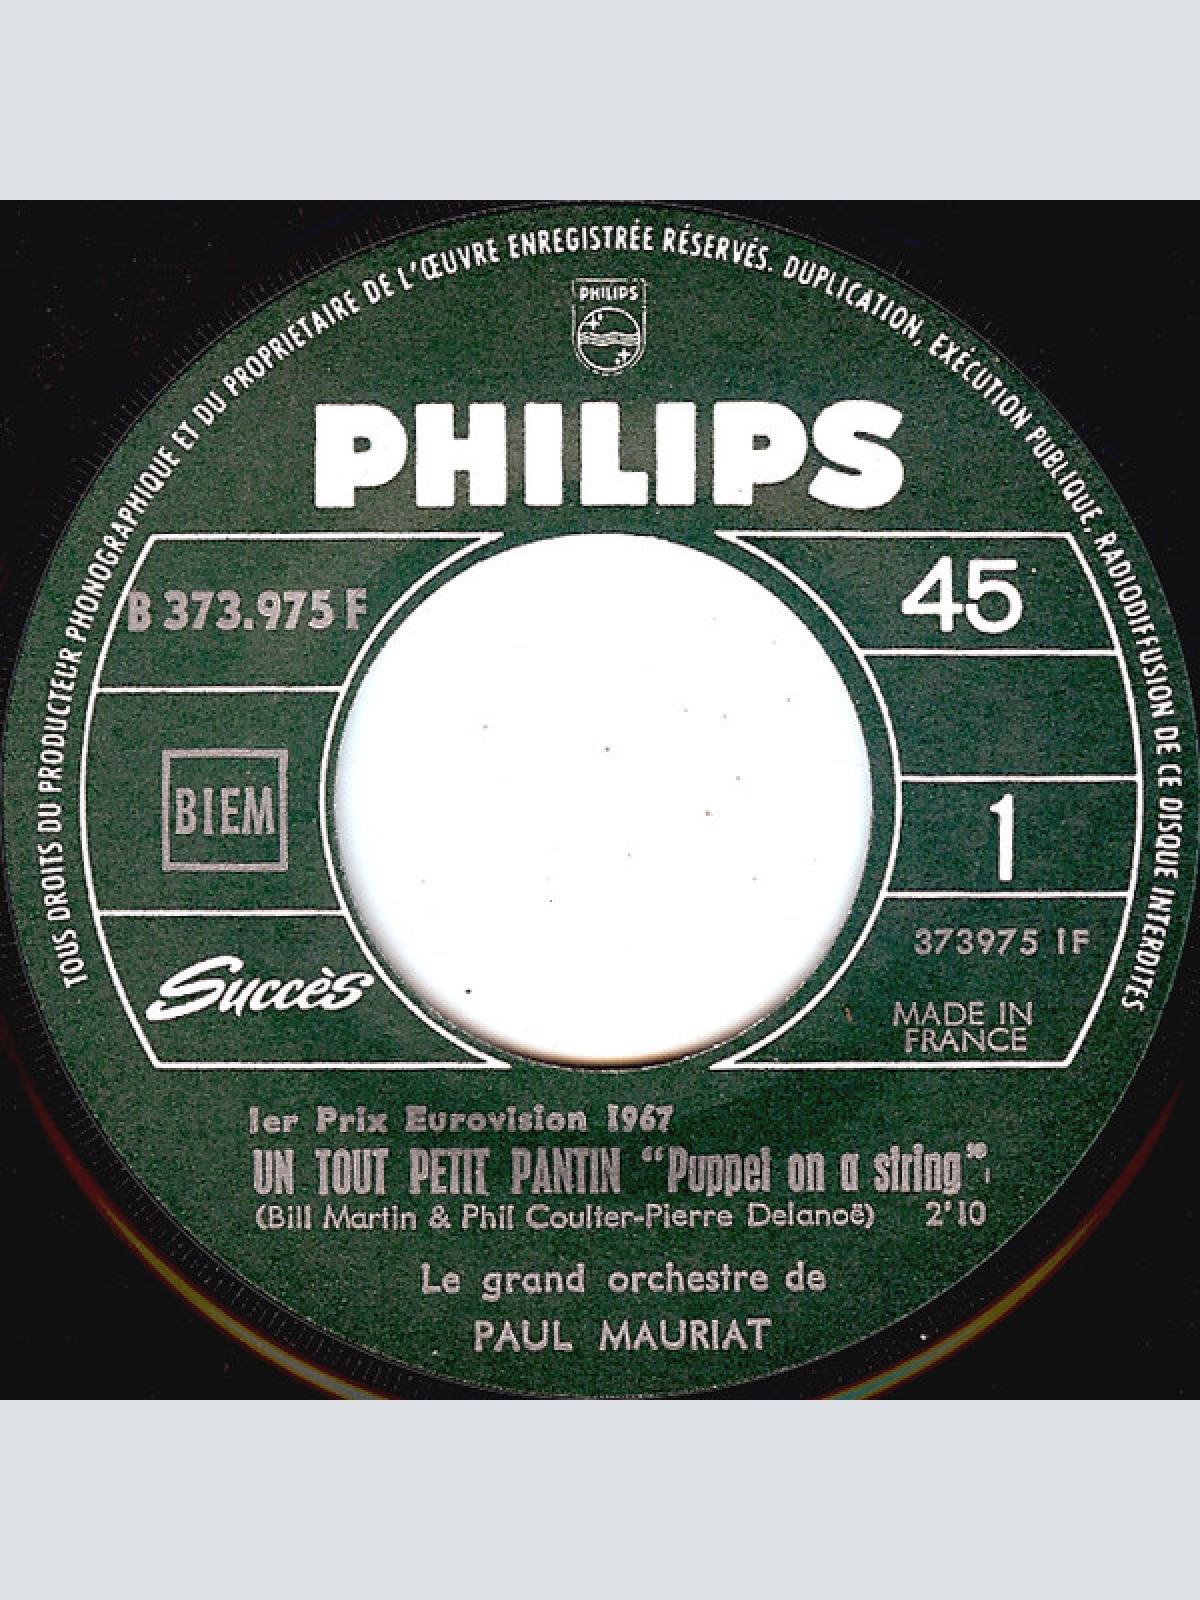 TOUS DROITS DU PRODUCTEUR PHONOGRAPHIQUE ET DU PROPRIÉTAIRE DE L'ŒUVRE ENREGISTRÉE RÉSERVÉS. DUPLICATION, EXÉCUTION PUBLIQUE, RADIODIFFUSION DE CE DISQUE INTERDITES
PHILIPS
PHILIPS
B 373.975 F
45
BIEM
1
373975 1F
Succès
MADE IN
FRANCE
1er Prix Eurovision 1967
UN TOUT PETIT PANTIN "Puppet on a string"
(Bill Martin & Phil Coulter-Pierre Delanoë) 2'10
Le grand orchestre de
PAUL MAURIAT